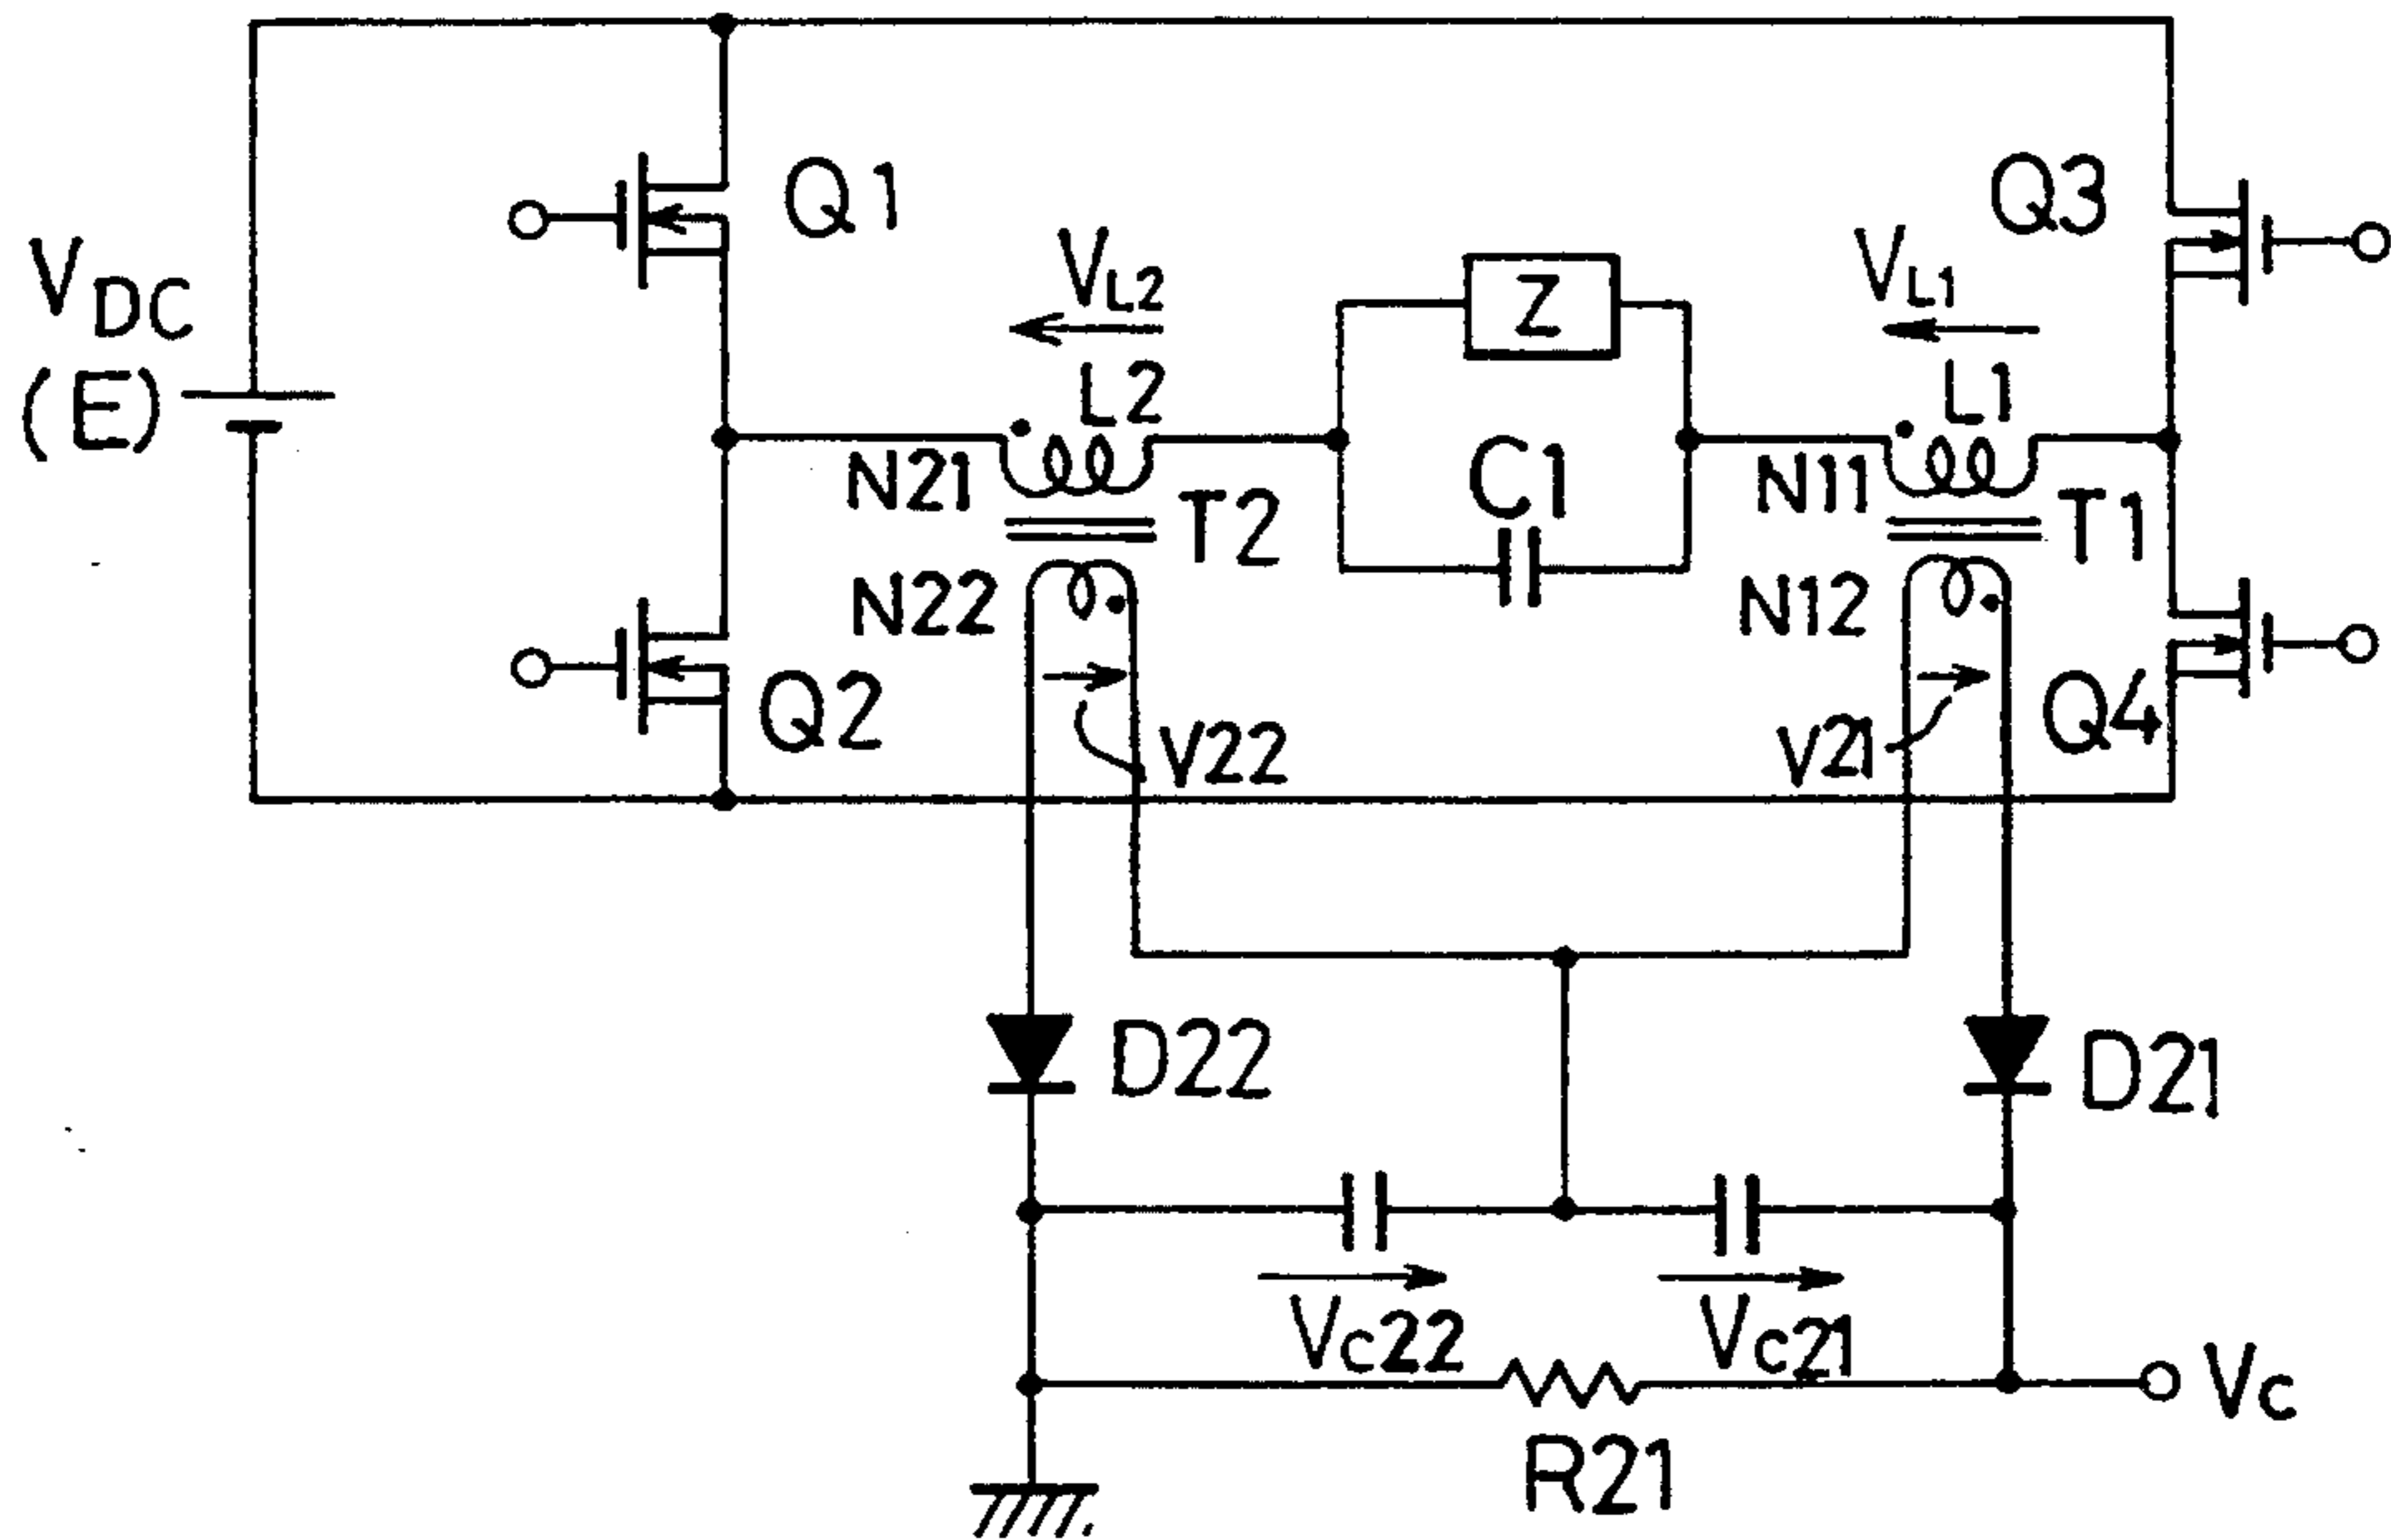 Q1
Q3
VDC
(E)
VL2
Z
VL1
L2
L1
N21
C1
N11
T2
T1
N22
N12
Q2
V22
V21
Q4
D22
D21
Vc22
Vc21
Vc
R21